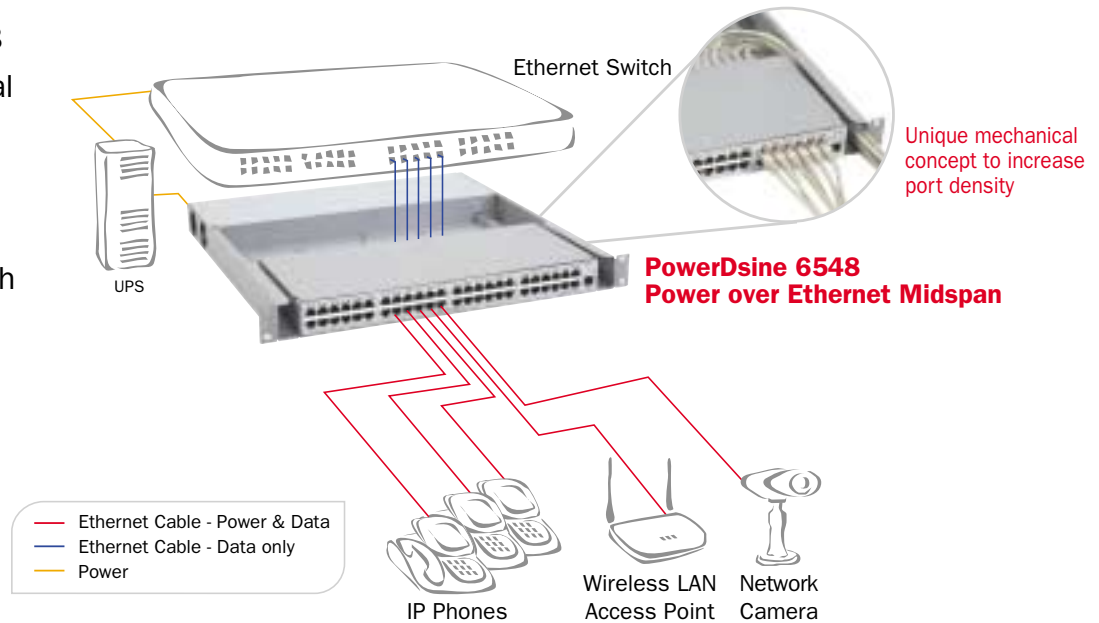 Ethernet Switch
Unique mechanical
concept to increase
port density
PowerDsine 6548
Power over Ethernet Midspan
UPS
Ethernet Cable - Power & Data
Ethernet Cable - Data only
Power
IP Phones
Wireless LAN
Access Point
Network
Camera